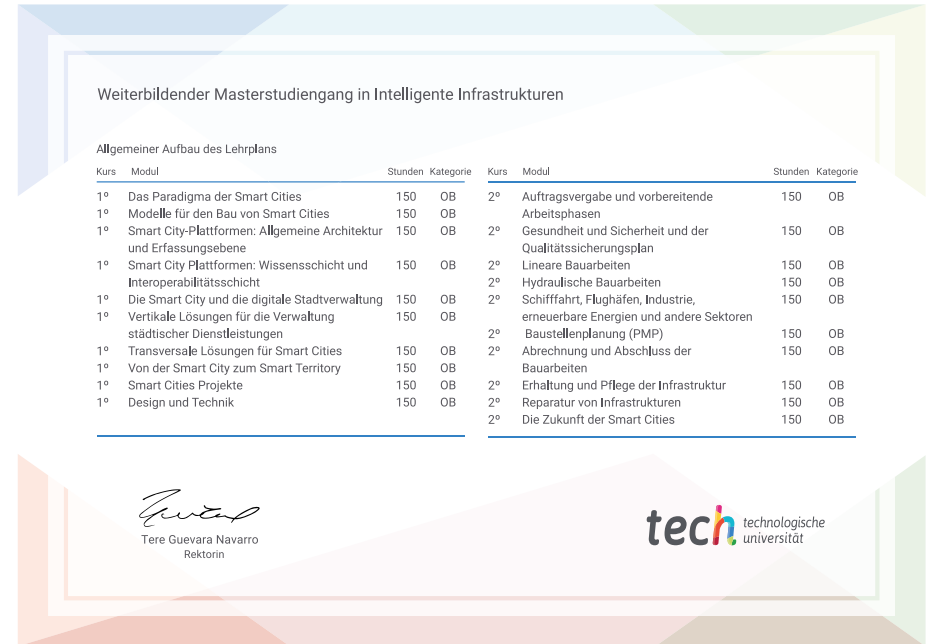 Weiterbildender Masterstudiengang in Intelligente Infrastrukturen
Allgemeiner Aufbau des Lehrplans
Kurs Modul Stunden Kategorie
1º Das Paradigma der Smart Cities 150 OB
1º Modelle für den Bau von Smart Cities 150 OB
1º Smart City-Plattformen: Allgemeine Architektur 150 OB
und Erfassungsebene
1º Smart City Plattformen: Wissensschicht und 150 OB
Interoperabilitätsschicht
1º Die Smart City und die digitale Stadtverwaltung 150 OB
1º Vertikale Lösungen für die Verwaltung 150 OB
städtischer Dienstleistungen
1º Transversale Lösungen für Smart Cities 150 OB
1º Von der Smart City zum Smart Territory 150 OB
1º Smart Cities Projekte 150 OB
1º Design und Technik 150 OB
Kurs Modul Stunden Kategorie
2º Auftragsvergabe und vorbereitende 150 OB
Arbeitsphasen
2º Gesundheit und Sicherheit und der 150 OB
Qualitätssicherungsplan
2º Lineare Bauarbeiten 150 OB
2º Hydraulische Bauarbeiten 150 OB
2º Schifffahrt, Flughäfen, Industrie, 150 OB
erneuerbare Energien und andere Sektoren
2º Baustellenplanung (PMP) 150 OB
2º Abrechnung und Abschluss der 150 OB
Bauarbeiten
2º Erhaltung und Pflege der Infrastruktur 150 OB
2º Reparatur von Infrastrukturen 150 OB
2º Die Zukunft der Smart Cities 150 OB
Tere Guevara Navarro
Rektorin
tech technologische
universität